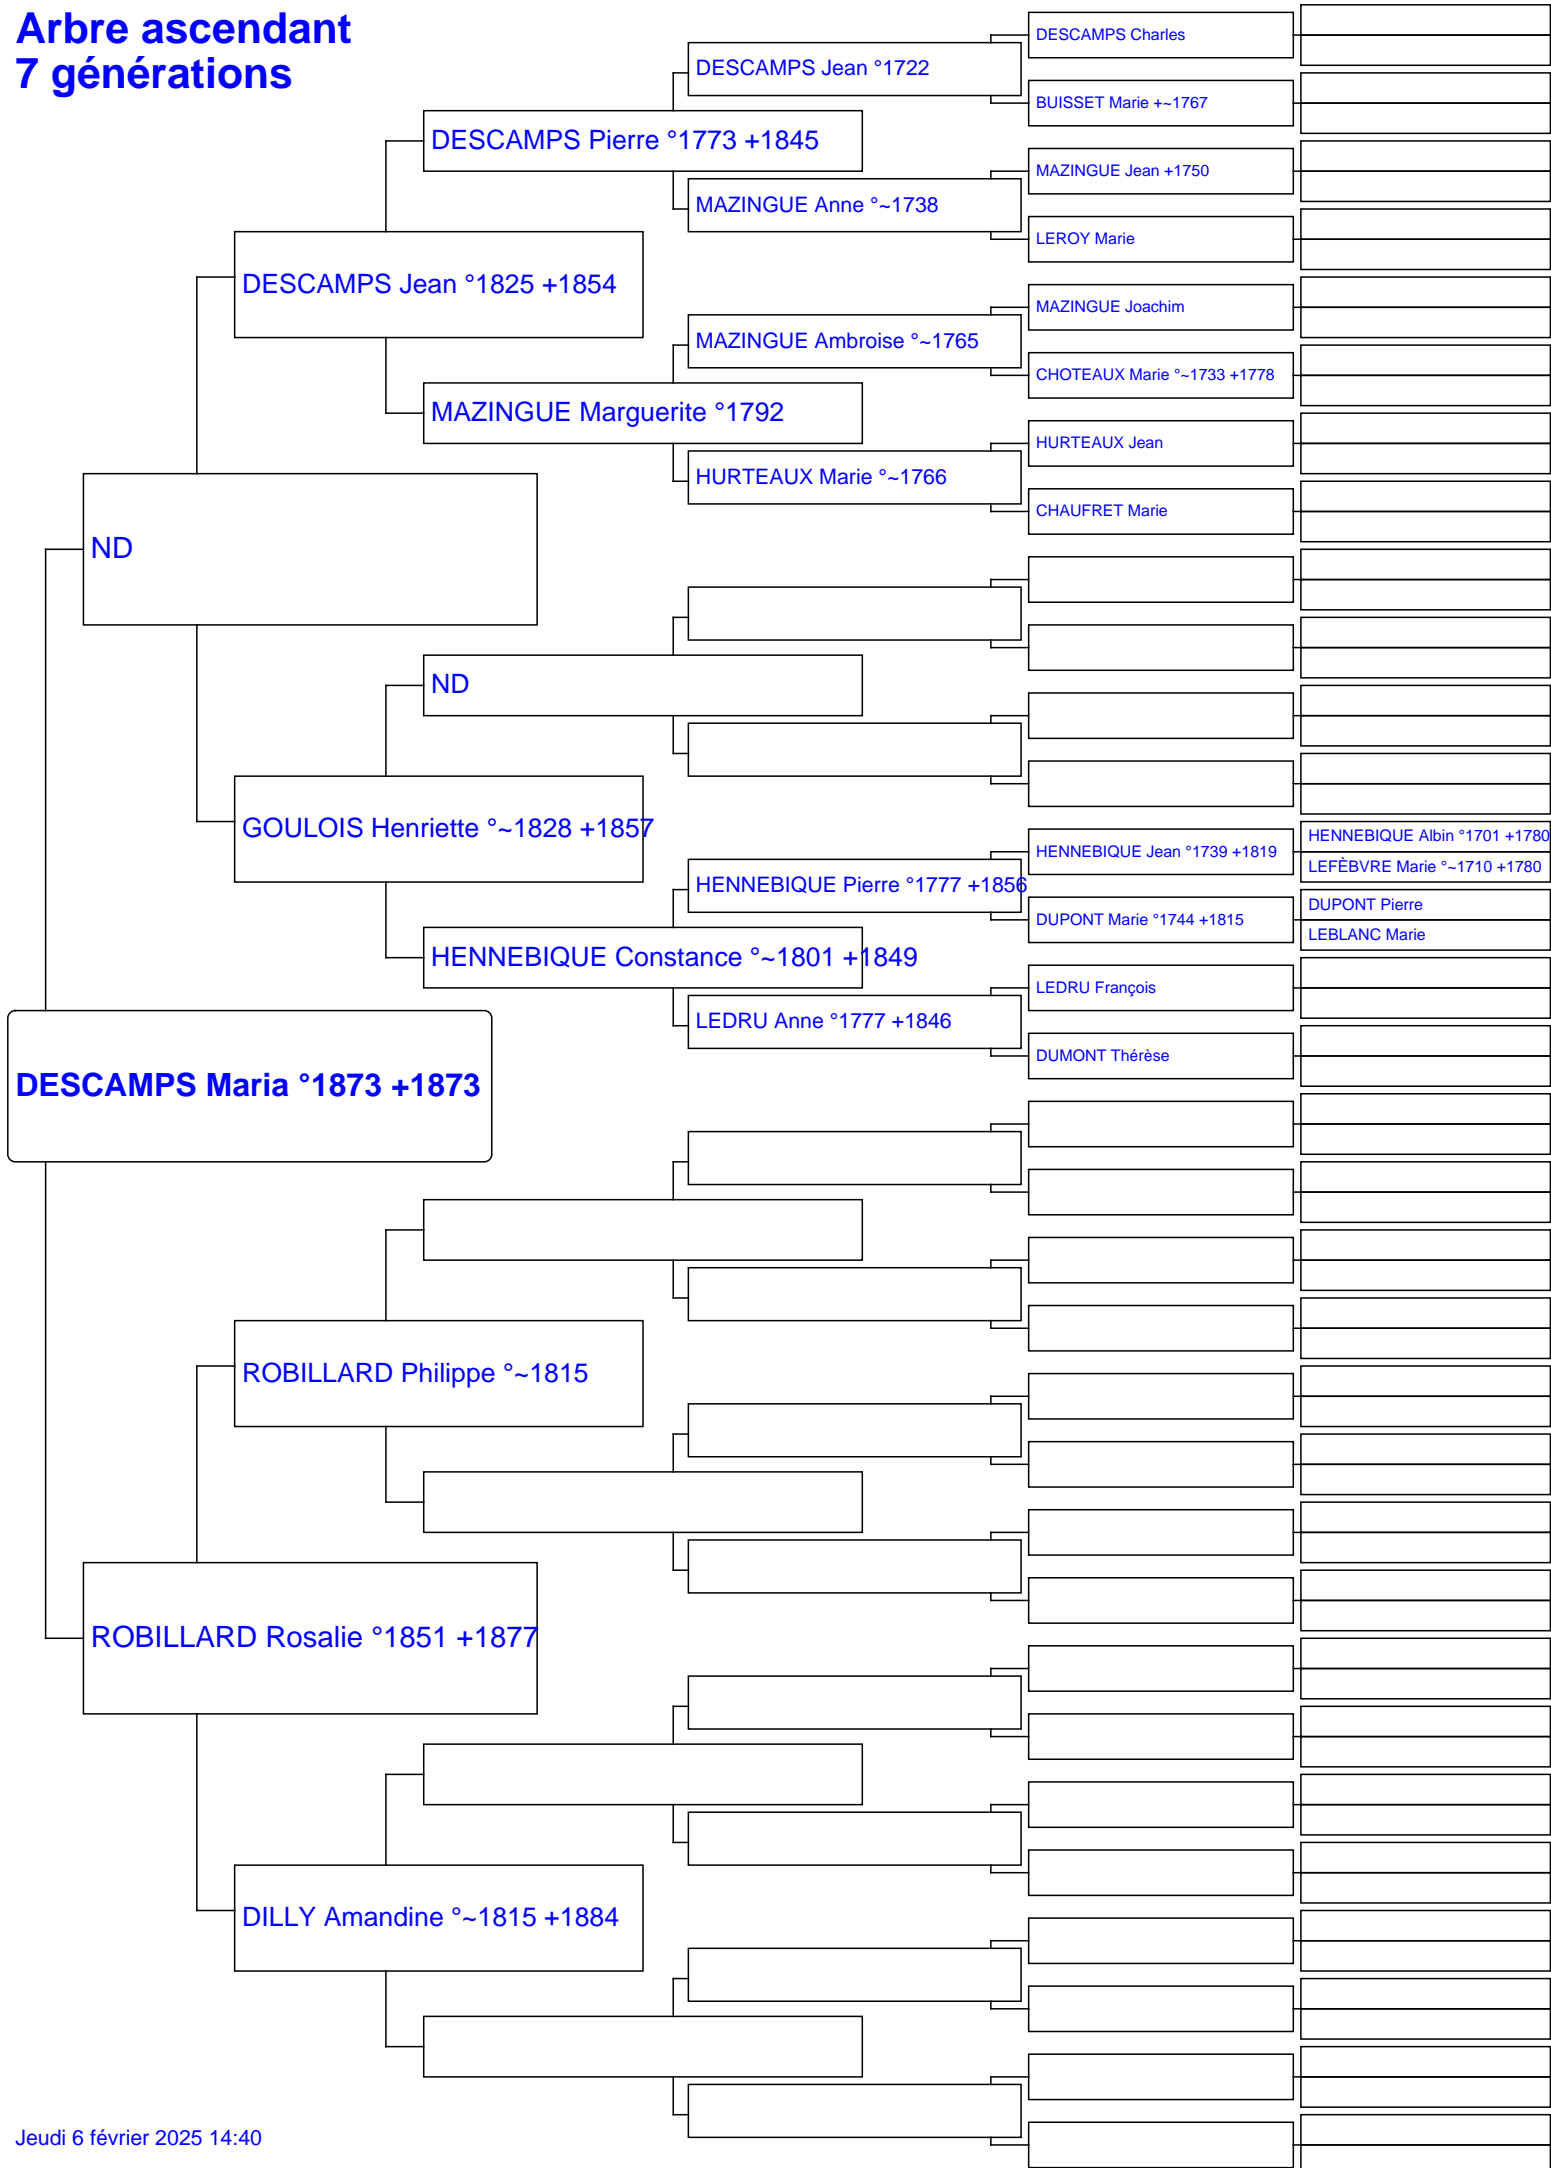 Arbre ascendant
7 générations
DESCAMPS Charles
DESCAMPS Jean °1722
BUISSET Marie +~1767
DESCAMPS Pierre °1773 +1845
MAZINGUE Jean +1750
MAZINGUE Anne °~1738
LEROY Marie
DESCAMPS Jean °1825 +1854
MAZINGUE Joachim
MAZINGUE Ambroise °~1765
CHOTEAUX Marie °~1733 +1778
MAZINGUE Marguerite °1792
HURTEAUX Jean
HURTEAUX Marie °~1766
CHAUFRET Marie
ND
ND
GOULOIS Henriette °~1828 +1857
HENNEBIQUE Albin °1701 +1780
HENNEBIQUE Jean °1739 +1819
LEFÈBVRE Marie °~1710 +1780
HENNEBIQUE Pierre °1777 +1856
DUPONT Pierre
DUPONT Marie °1744 +1815
LEBLANC Marie
HENNEBIQUE Constance °~1801 +1849
LEDRU François
LEDRU Anne °1777 +1846
DUMONT Thérèse
DESCAMPS Maria °1873 +1873
ROBILLARD Philippe °~1815
ROBILLARD Rosalie °1851 +1877
DILLY Amandine °~1815 +1884
Jeudi 6 février 2025 14:40